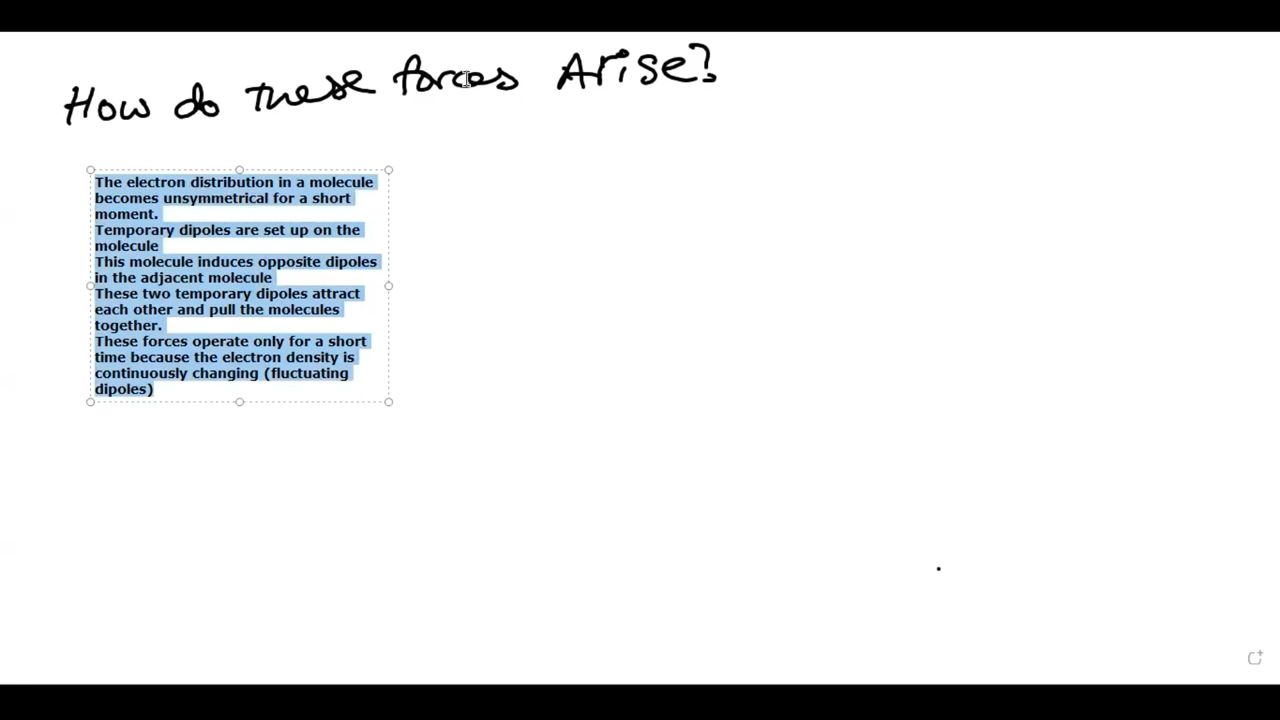 How do these forces Arise?
The electron distribution in a molecule
becomes unsymmetrical for a short
moment.
Temporary dipoles are set up on the
molecule
This molecule induces opposite dipoles
in the adjacent molecule
These two temporary dipoles attract
each other and pull the molecules
together.
These forces operate only for a short
time because the electron density is
continuously changing (fluctuating
dipoles)